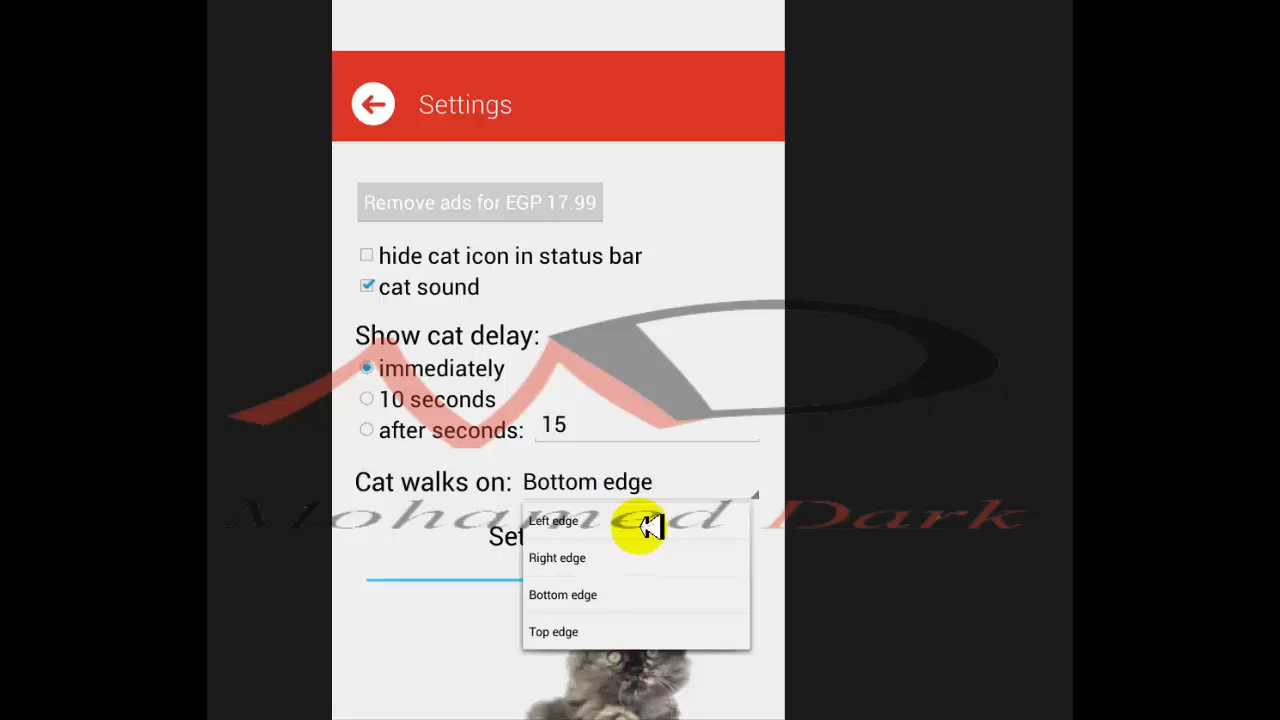 Settings
Remove ads for EGP 17.99
hide cat icon in status bar
cat sound
Show cat delay:
immediately
10 seconds
after seconds: 15
Cat walks on: Bottom edge
Left edge
Mohamed Dark
Set
Right edge
Bottom edge
Top edge